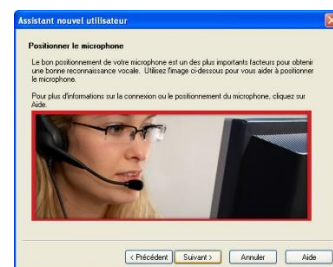 Assistant nouvel utilisateur
Positionner le microphone
Le bon positionnement de votre microphone est un des plus importants facteurs pour obtenir
une bonne reconnaissance vocale. Utilisez l'image ci-dessous pour vous aider à positionner
le microphone.
Pour plus d'informations sur la connexion ou le positionnement du microphone, cliquez sur
Aide.
< Précédent Suivant > Annuler Aide